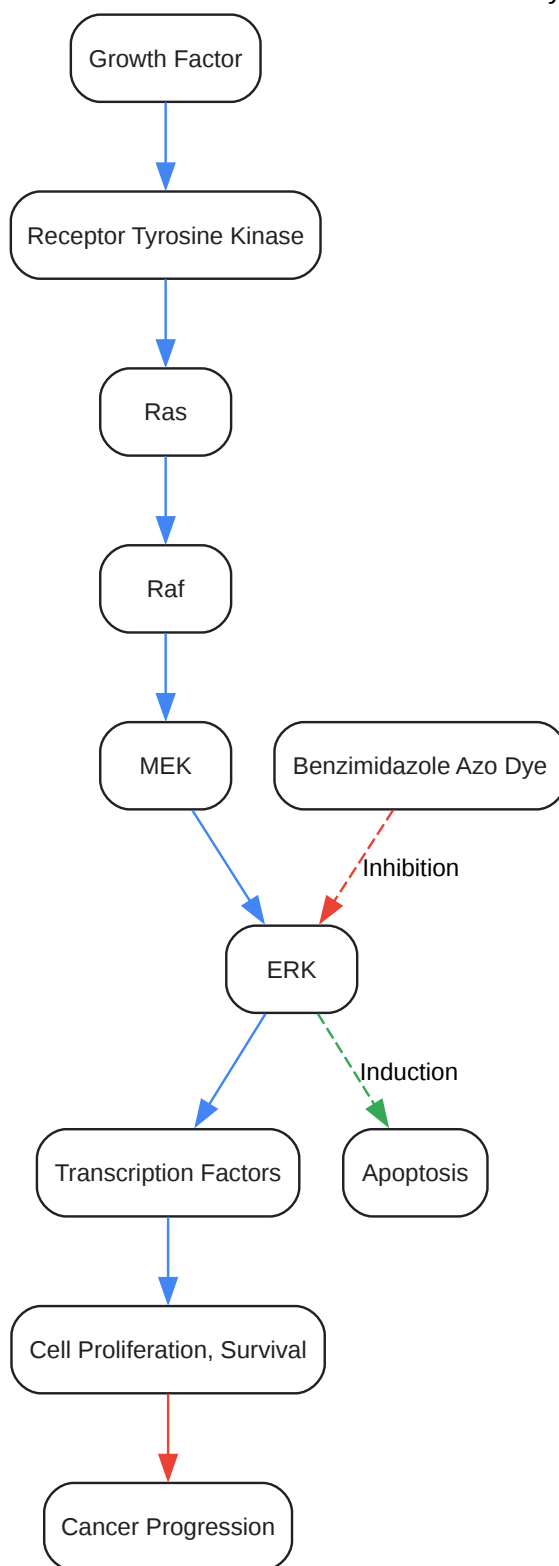 Growth Factor
Receptor Tyrosine Kinase
Ras
Raf
MEK
Benzimidazole Azo Dye
Inhibition
ERK
Induction
Transcription Factors
Apoptosis
Cell Proliferation, Survival
Cancer Progression